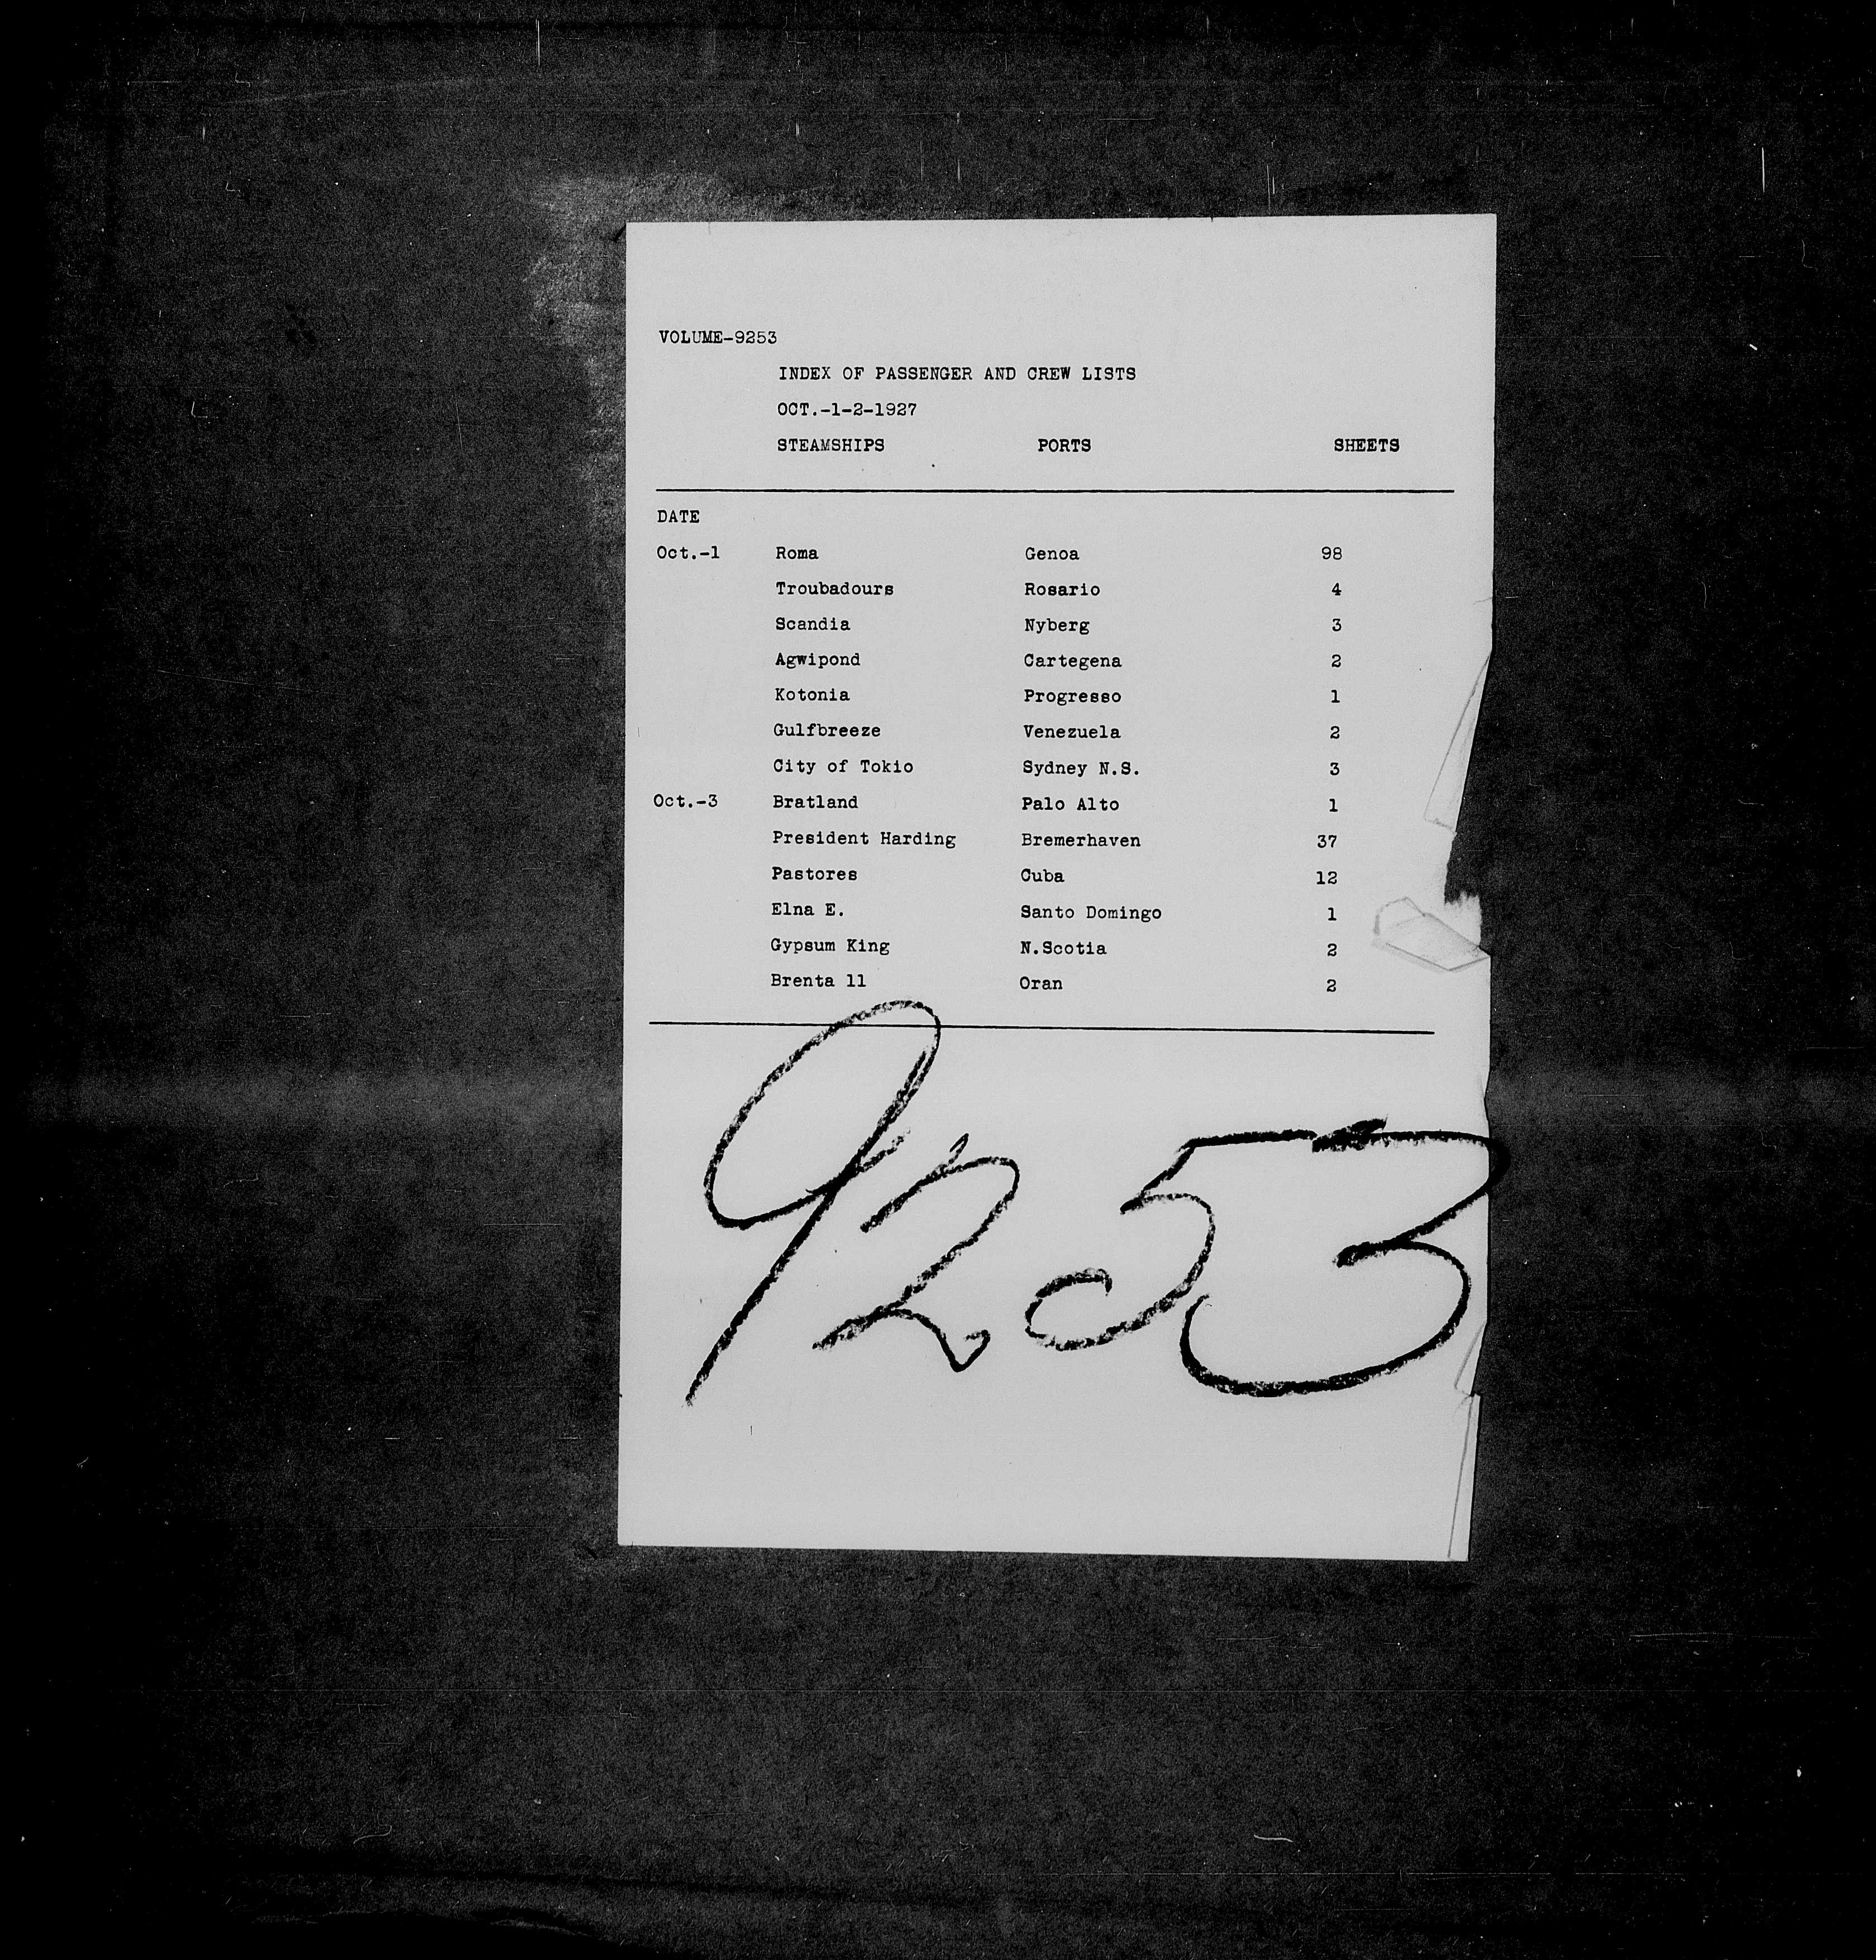 VOLUME-9253
INDEX OF PASSENGER AND CREW LISTS
OCT.-1-2-1927
STEAMSHIPS PORTS SHEETS
DATE
Oct.-1 Roma Genoa 98
Troubadours Rosario 4
Scandia Nyberg 3
Agwipond Cartegena 2
Kotonia Progresso 1
Gulfbreeze Venezuela 2
City of Tokio Sydney N.S. 3
Oct.-3 Bratland Palo Alto 1
President Harding Bremerhaven 37
Pastores Cuba 12
Elna E. Santo Domingo 1
Gypsum King N.Scotia 2
Brenta 11 Oran 2
9253